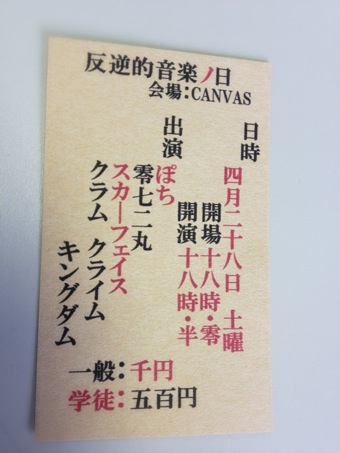 反逆的音楽ノ日
会場:CANVAS
日時
四月二十八日 土曜
開場十八時・零
開演十八時・半
出演
ぽち
零七二丸
スカーフェイス
クラム クライム
キングダム
一般:千円
学徒:五百円